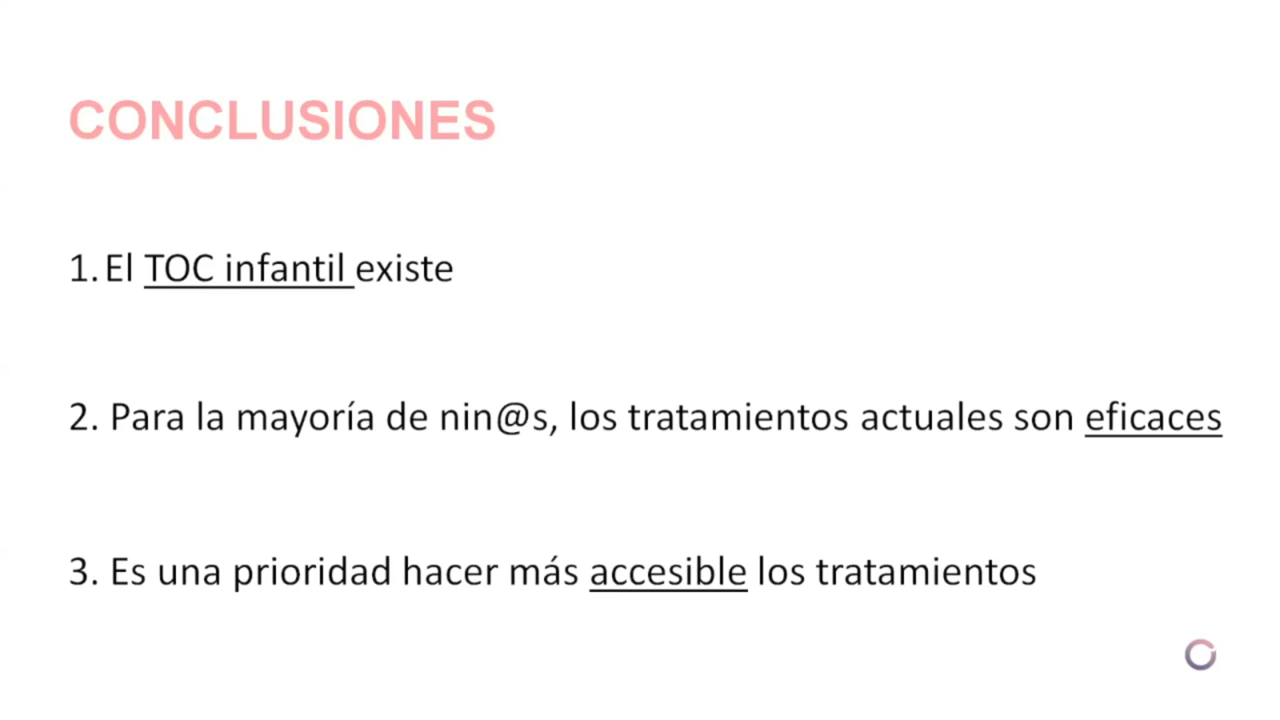 CONCLUSIONES
1. El TOC infantil existe
2. Para la mayoría de nin@s, los tratamientos actuales son eficaces
3. Es una prioridad hacer más accesible los tratamientos